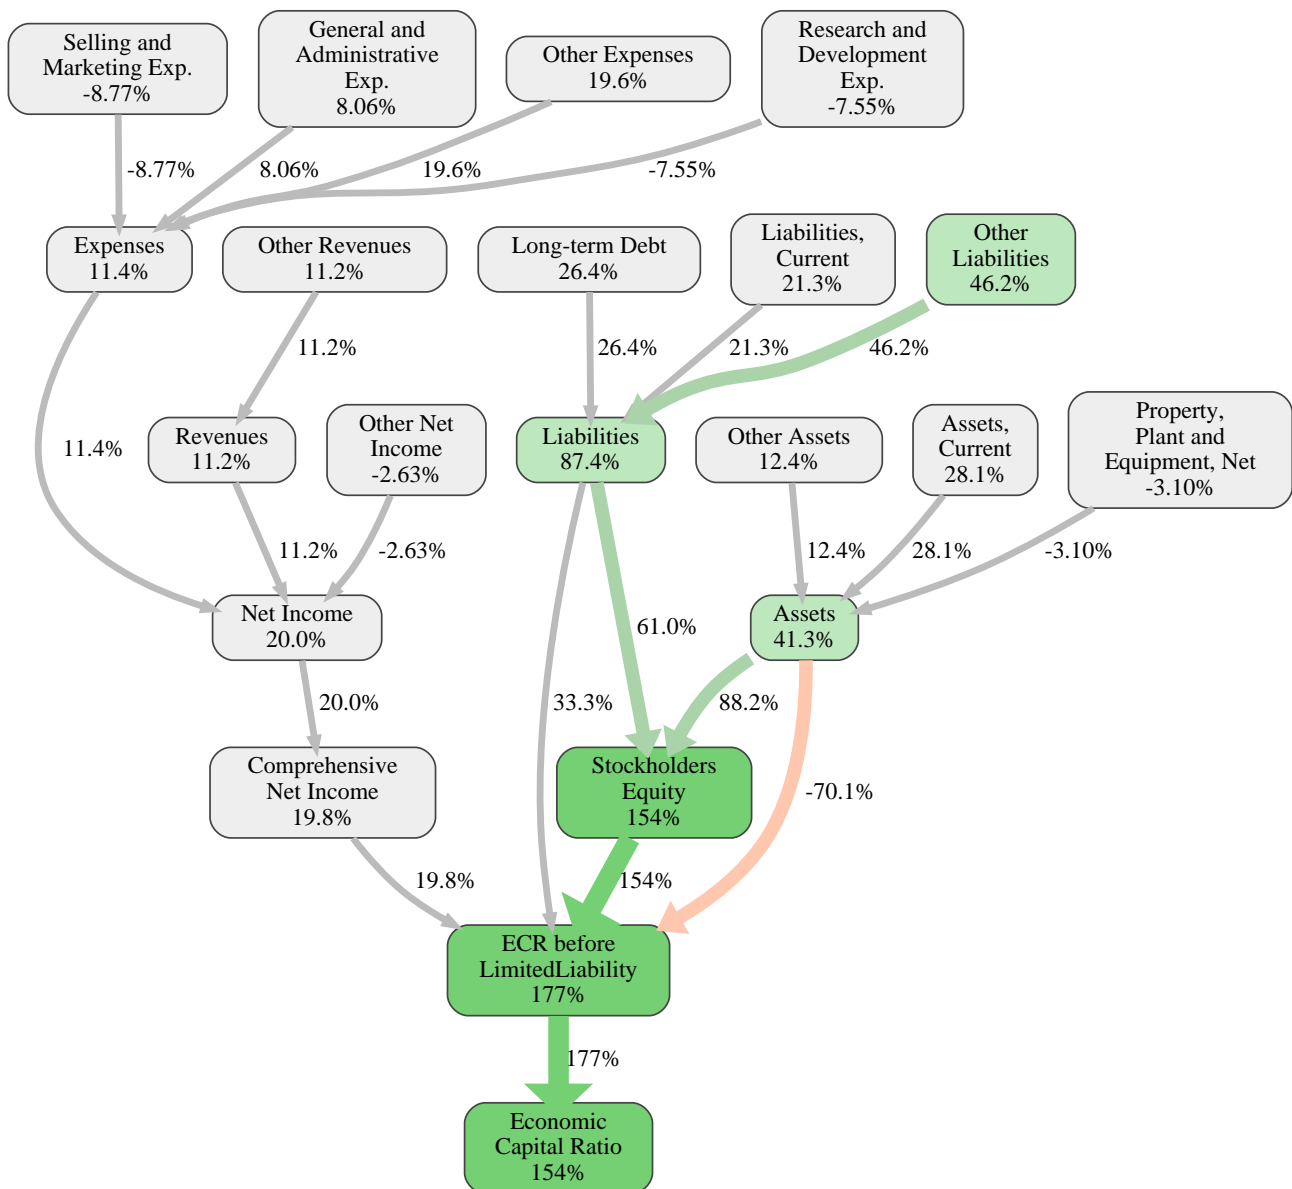 Selling and
Marketing Exp.
-8.77%
General and
Administrative
Exp.
8.06%
Other Expenses
19.6%
Research and
Development
Exp.
-7.55%
-8.77%
8.06%
19.6%
-7.55%
Expenses
11.4%
Other Revenues
11.2%
Long-term Debt
26.4%
Liabilities,
Current
21.3%
Other
Liabilities
46.2%
11.2%
26.4%
21.3%
46.2%
11.4%
Revenues
11.2%
Other Net
Income
-2.63%
Liabilities
87.4%
Other Assets
12.4%
Assets,
Current
28.1%
Property,
Plant and
Equipment, Net
-3.10%
11.2%
-2.63%
12.4%
28.1%
-3.10%
Net Income
20.0%
61.0%
Assets
41.3%
20.0%
33.3%
88.2%
Comprehensive
Net Income
19.8%
Stockholders
Equity
154%
-70.1%
19.8%
154%
ECR before
LimitedLiability
177%
177%
Economic
Capital Ratio
154%